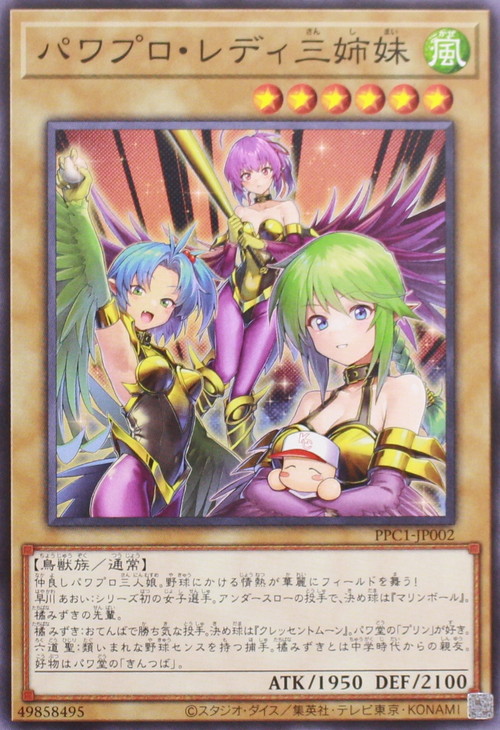 パワプロ・レディ三姉妹
風
PPC1-JP002
【鳥獣族／通常】
仲良しパワプロ三人娘。野球にかける情熱が華麗にフィールドを舞う!
早川あおい:シリーズ初の女子選手。アンダースローの投手で、決め球は『マリンボール』。
橘みずきの先輩。
橘みずき:おてんばで勝ち気な投手。決め球は『クレッセントムーン』。パワ堂の「プリン」が好き。
六道 聖:類いまれな野球センスを持つ捕手。橘みずきとは中学時代からの親友。
好物はパワ堂の「きんつば」。
ATK/1950 DEF/2100
49858495
©スタジオ・ダイス／集英社・テレビ東京・KONAMI